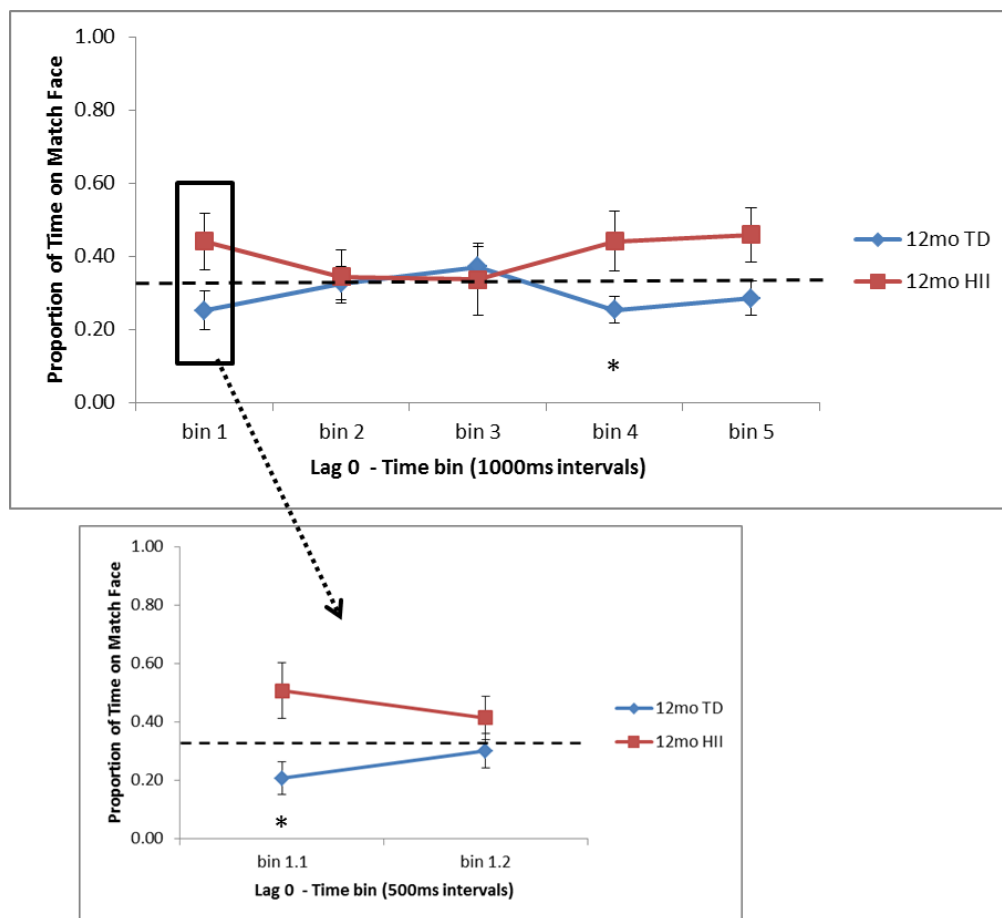 Proportion of Time on Match Face
1.00
0.80
0.60
0.40
0.20
0.00
*
bin 1 bin 2 bin 3 bin 4 bin 5
Lag 0 - Time bin (1000ms intervals)
12mo TD
12mo HII
Proportion of Time on Match Face
1.00
0.80
0.60
0.40
0.20
0.00
*
bin 1.1 bin 1.2
Lag 0 - Time bin (500ms intervals)
12mo TD
12mo HII